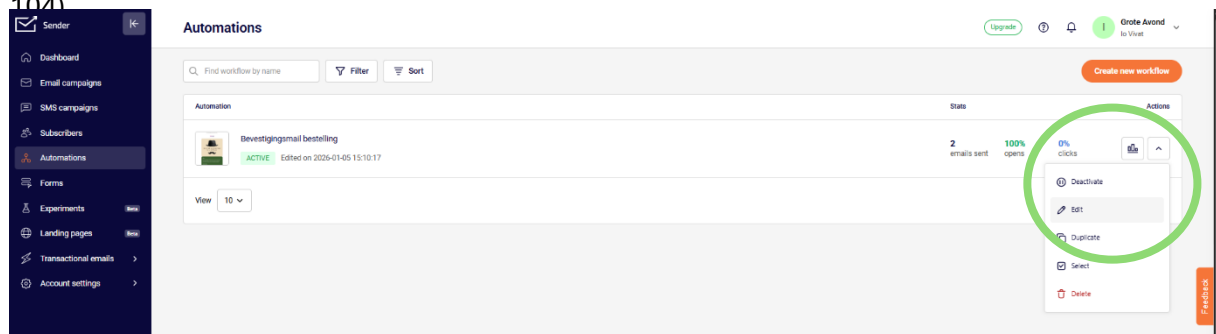 104)
Sender
Automations
Upgrade
I
Grote Avond
Io Vivat
Dashboard
Email campaigns
SMS campaigns
Subscribers
Automations
Forms
Experiments Beta
Landing pages Beta
Transactional emails
Account settings
Find workflow by name
Filter
Sort
Create new workflow
Automation
Stats
Actions
Bevestigingsmail bestelling
ACTIVE Edited on 2026-01-05 15:10:17
2 100% 0%
emails sent opens clicks
View 10
Deactivate
Edit
Duplicate
Select
Delete
Feedback